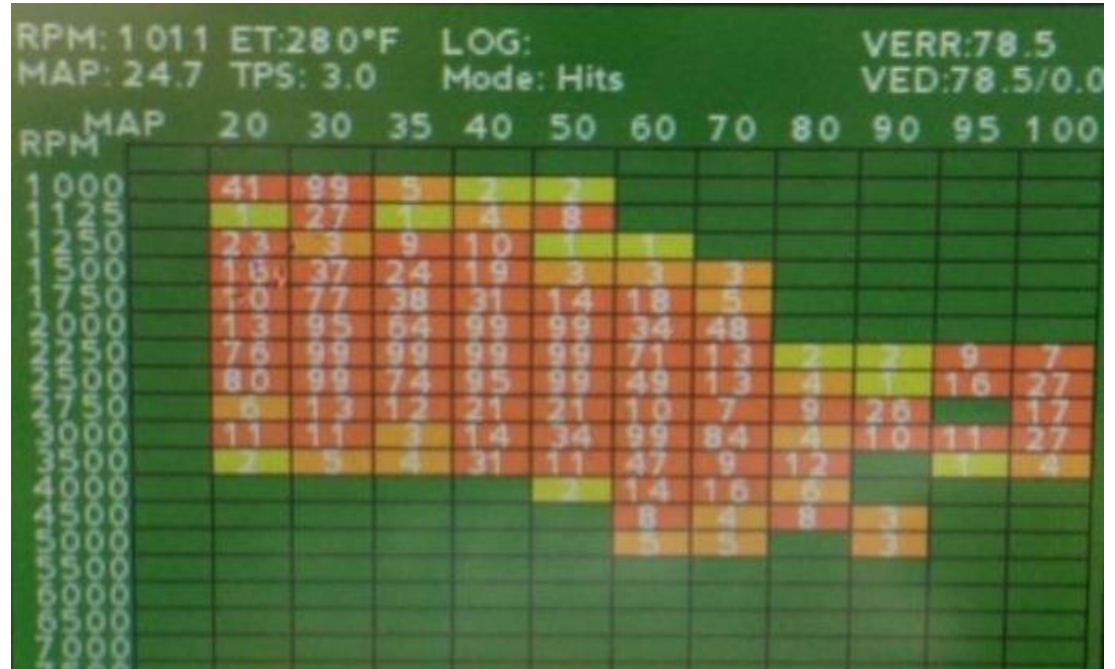 RPM: 1011 ET:280°F LOG: VERR:78.5
MAP: 24.7 TPS: 3.0 Mode: Hits VED:78.5/0.0
MAP 20 30 35 40 50 60 70 80 90 95 100
RPM
1000 41 99 5 2 2
1125 1 27 1 4 8
1250 23 3 9 10 1 1
1500 37 24 19 3 3 3
1750 10 77 38 31 14 18 5
2000 13 95 64 99 99 34 48
2250 76 99 99 99 99 71 13 2 2 9 7
2500 80 99 74 95 99 49 13 4 1 16 27
2750 6 13 12 21 21 10 7 9 26 17
3000 11 11 3 14 34 99 84 4 10 11 27
3500 2 5 4 31 11 47 9 12 1 4
4000 2 14 16 6
4500 8 4 8 3
5000 5 5 3
5500
6000
6500
7000